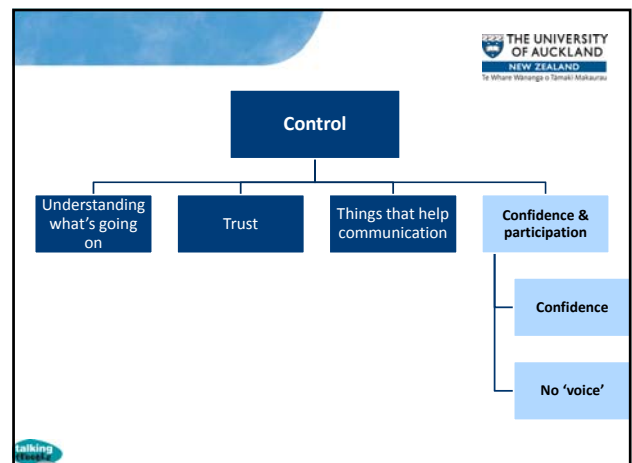 THE UNIVERSITY
OF AUCKLAND
NEW ZEALAND
Te Whare Wānanga o Tāmaki Makaurau
Control
Understanding
what's going
on
Trust
Things that help
communication
Confidence &
participation
Confidence
No 'voice'
talking